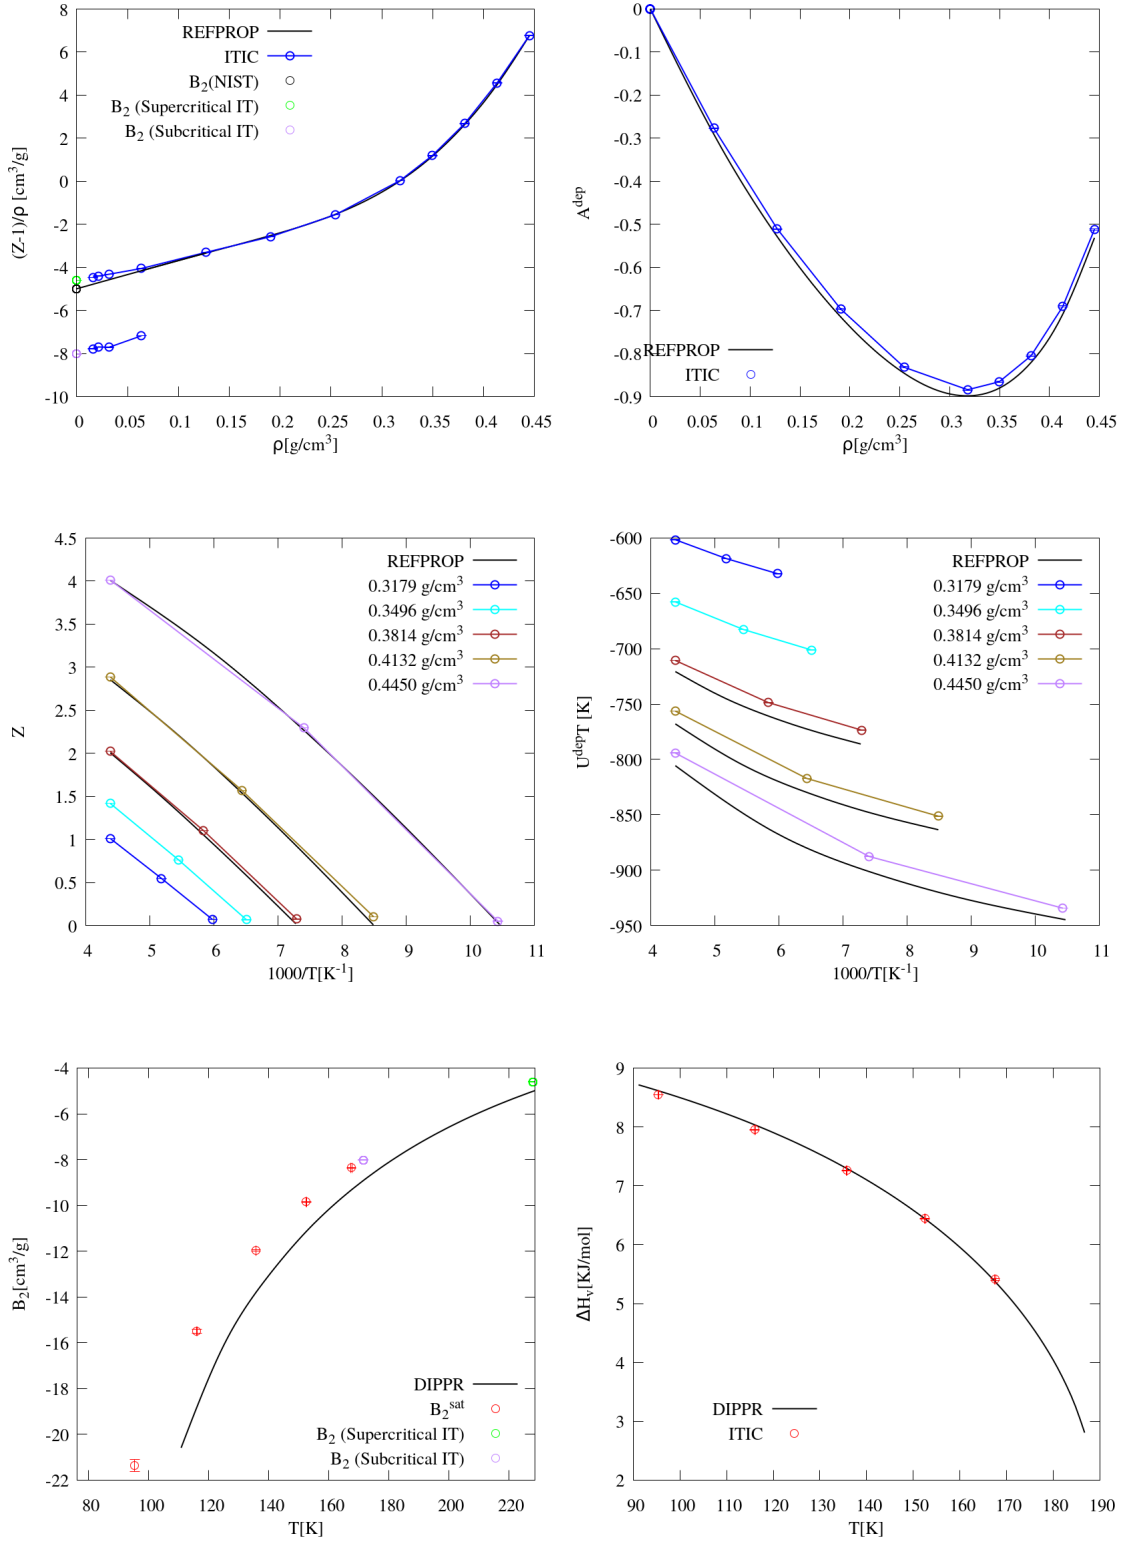 8
6
4
2
0
-2
-4
-6
-8
-10
(Z-1)/ρ [cm³/g]
REFPROP
ITIC
B₂(NIST)
B₂ (Supercritical IT)
B₂ (Subcritical IT)
0 0.05 0.1 0.15 0.2 0.25 0.3 0.35 0.4 0.45
ρ[g/cm³]
0
-0.1
-0.2
-0.3
-0.4
-0.5
-0.6
-0.7
-0.8
-0.9
A^dep
REFPROP
ITIC
0 0.05 0.1 0.15 0.2 0.25 0.3 0.35 0.4 0.45
ρ[g/cm³]
4.5
4
3.5
3
2.5
2
1.5
1
0.5
0
Z
REFPROP
0.3179 g/cm³
0.3496 g/cm³
0.3814 g/cm³
0.4132 g/cm³
0.4450 g/cm³
4 5 6 7 8 9 10 11
1000/T[K⁻¹]
-600
-650
-700
-750
-800
-850
-900
-950
U^depT [K]
REFPROP
0.3179 g/cm³
0.3496 g/cm³
0.3814 g/cm³
0.4132 g/cm³
0.4450 g/cm³
4 5 6 7 8 9 10 11
1000/T[K⁻¹]
-4
-6
-8
-10
-12
-14
-16
-18
-20
-22
B₂[cm³/g]
DIPPR
B₂^sat
B₂ (Supercritical IT)
B₂ (Subcritical IT)
80 100 120 140 160 180 200 220
T[K]
9
8
7
6
5
4
3
2
ΔHᵥ[KJ/mol]
DIPPR
ITIC
90 100 110 120 130 140 150 160 170 180 190
T[K]